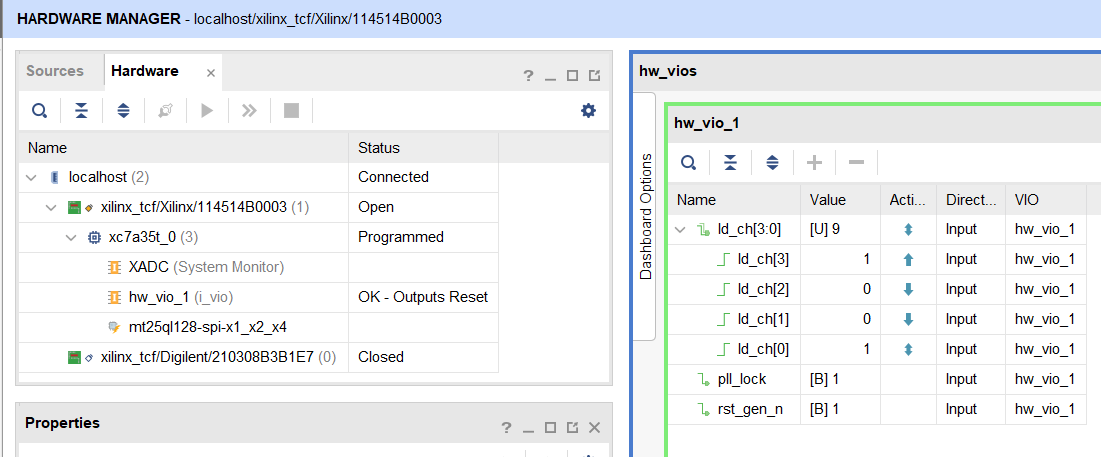 HARDWARE MANAGER - localhost/xilinx_tcf/Xilinx/114514B0003
Sources Hardware
Name Status
localhost (2) Connected
xilinx_tcf/Xilinx/114514B0003 (1) Open
xc7a35t_0 (3) Programmed
XADC (System Monitor)
hw_vio_1 (i_vio) OK - Outputs Reset
mt25ql128-spi-x1_x2_x4
xilinx_tcf/Digilent/210308B3B1E7 (0) Closed
Properties
hw_vios
Dashboard Options
hw_vio_1
Name Value Acti... Direct... VIO
ld_ch[3:0] [U] 9 Input hw_vio_1
ld_ch[3] 1 Input hw_vio_1
ld_ch[2] 0 Input hw_vio_1
ld_ch[1] 0 Input hw_vio_1
ld_ch[0] 1 Input hw_vio_1
pll_lock [B] 1 Input hw_vio_1
rst_gen_n [B] 1 Input hw_vio_1